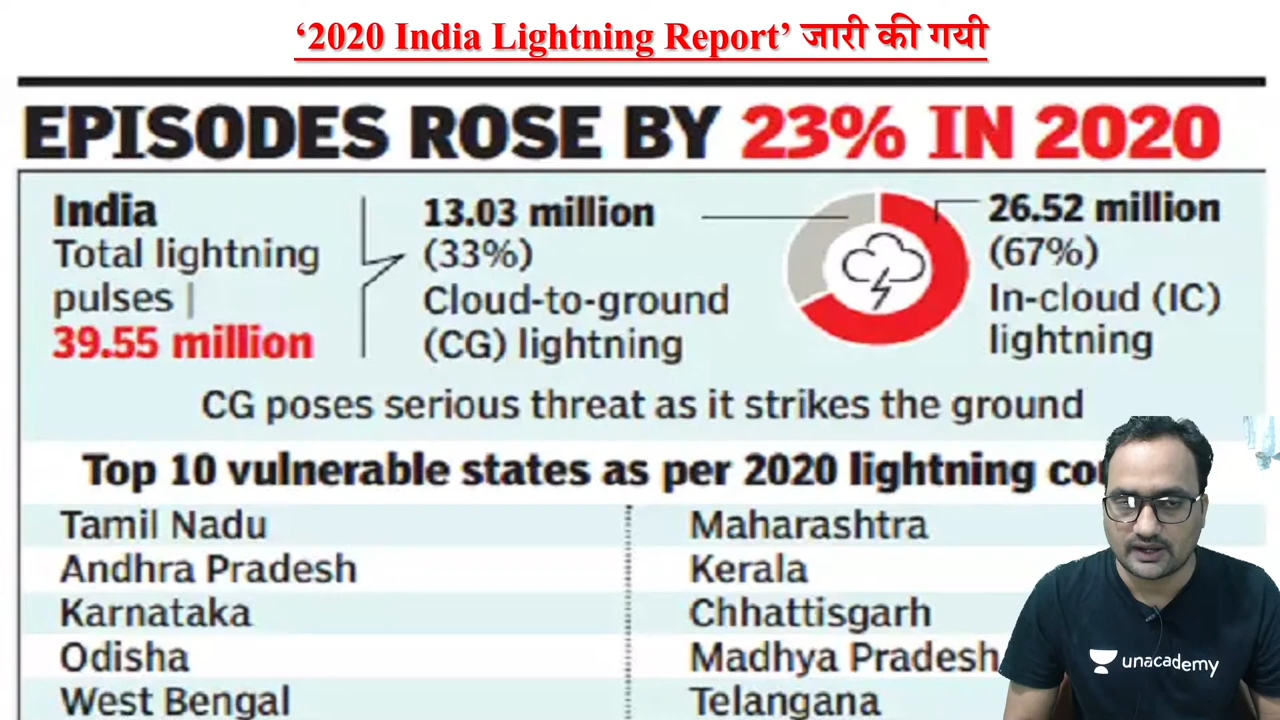 ‘2020 India Lightning Report’ जारी की गयी
EPISODES ROSE BY 23% IN 2020
India
Total lightning
pulses |
39.55 million
13.03 million
(33%)
Cloud-to-ground
(CG) lightning
26.52 million
(67%)
In-cloud (IC)
lightning
CG poses serious threat as it strikes the ground
Top 10 vulnerable states as per 2020 lightning
Tamil Nadu
Andhra Pradesh
Karnataka
Odisha
West Bengal
Maharashtra
Kerala
Chhattisgarh
Madhya Pradesh
Telangana
unacademy